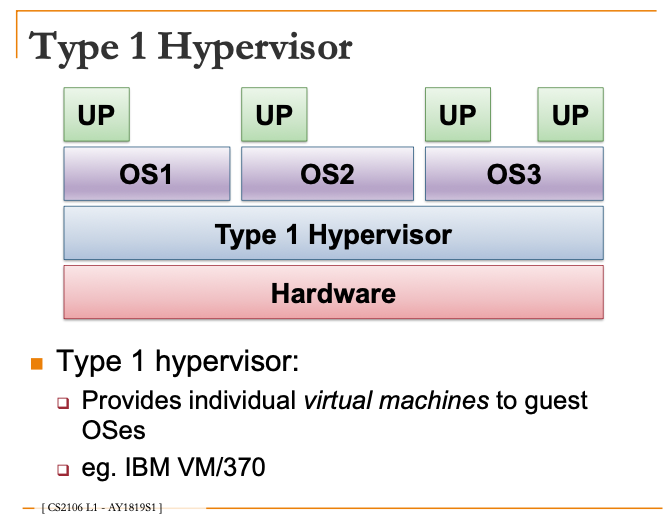 Type 1 Hypervisor
UP UP UP UP
OS1 OS2 OS3
Type 1 Hypervisor
Hardware
Type 1 hypervisor:
Provides individual virtual machines to guest
OSes
eg. IBM VM/370
[ CS2106 L1 - AY1819S1 ]